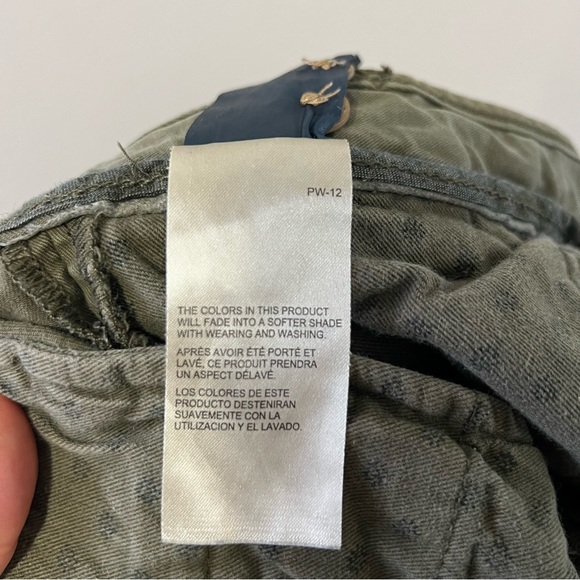 PW-12
THE COLORS IN THIS PRODUCT
WILL FADE INTO A SOFTER SHADE
WITH WEARING AND WASHING.
APRÈS AVOIR ÉTÉ PORTÉ ET
LAVÉ, CE PRODUIT PRENDRA
UN ASPECT DÉLAVÉ.
LOS COLORES DE ESTE
PRODUCTO DESTENIRAN
SUAVEMENTE CON LA
UTILIZACION Y EL LAVADO.